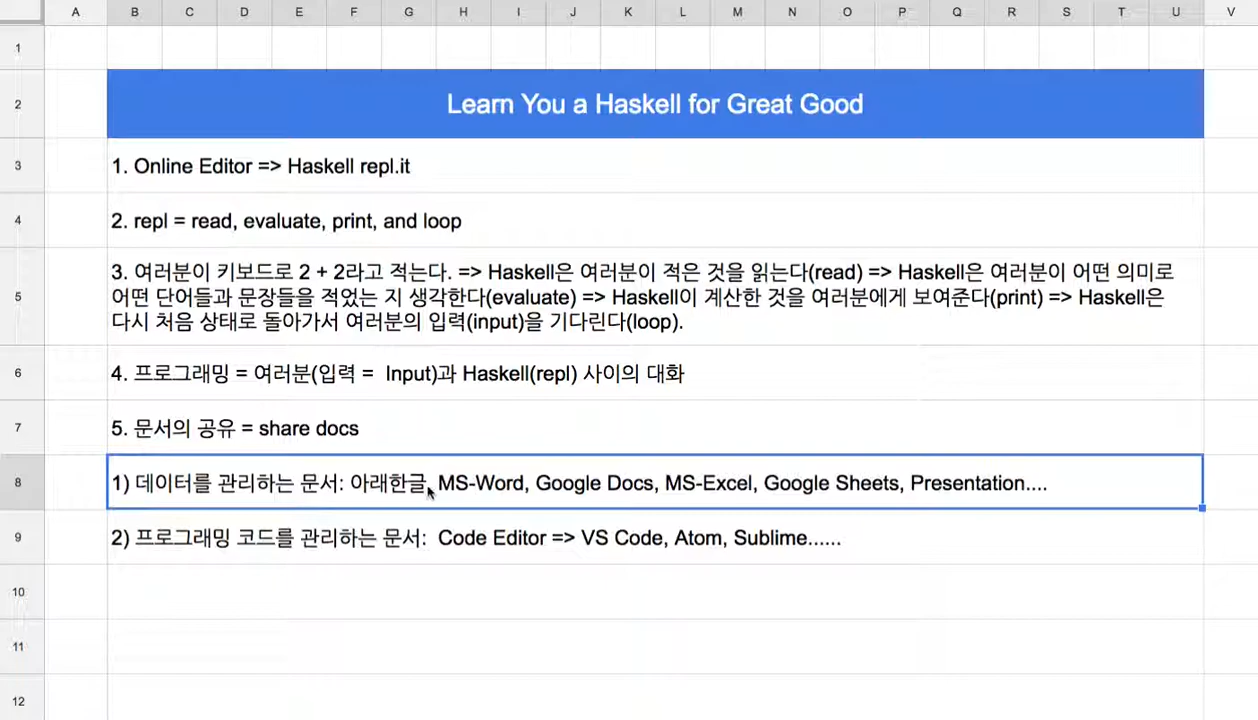 A B C D E F G H I J K L M N O P Q R S T U V
1
2 Learn You a Haskell for Great Good
3 1. Online Editor => Haskell repl.it
4 2. repl = read, evaluate, print, and loop
3. 여러분이 키보드로 2 + 2라고 적는다. => Haskell은 여러분이 적은 것을 읽는다(read) => Haskell은 여러분이 어떤 의미로
5 어떤 단어들과 문장들을 적었는 지 생각한다(evaluate) => Haskell이 계산한 것을 여러분에게 보여준다(print) => Haskell은
다시 처음 상태로 돌아가서 여러분의 입력(input)을 기다린다(loop).
6 4. 프로그래밍 = 여러분(입력 =  Input)과 Haskell(repl) 사이의 대화
7 5. 문서의 공유 = share docs
8 1) 데이터를 관리하는 문서: 아래한글, MS-Word, Google Docs, MS-Excel, Google Sheets, Presentation....
9 2) 프로그래밍 코드를 관리하는 문서:  Code Editor => VS Code, Atom, Sublime......
10
11
12